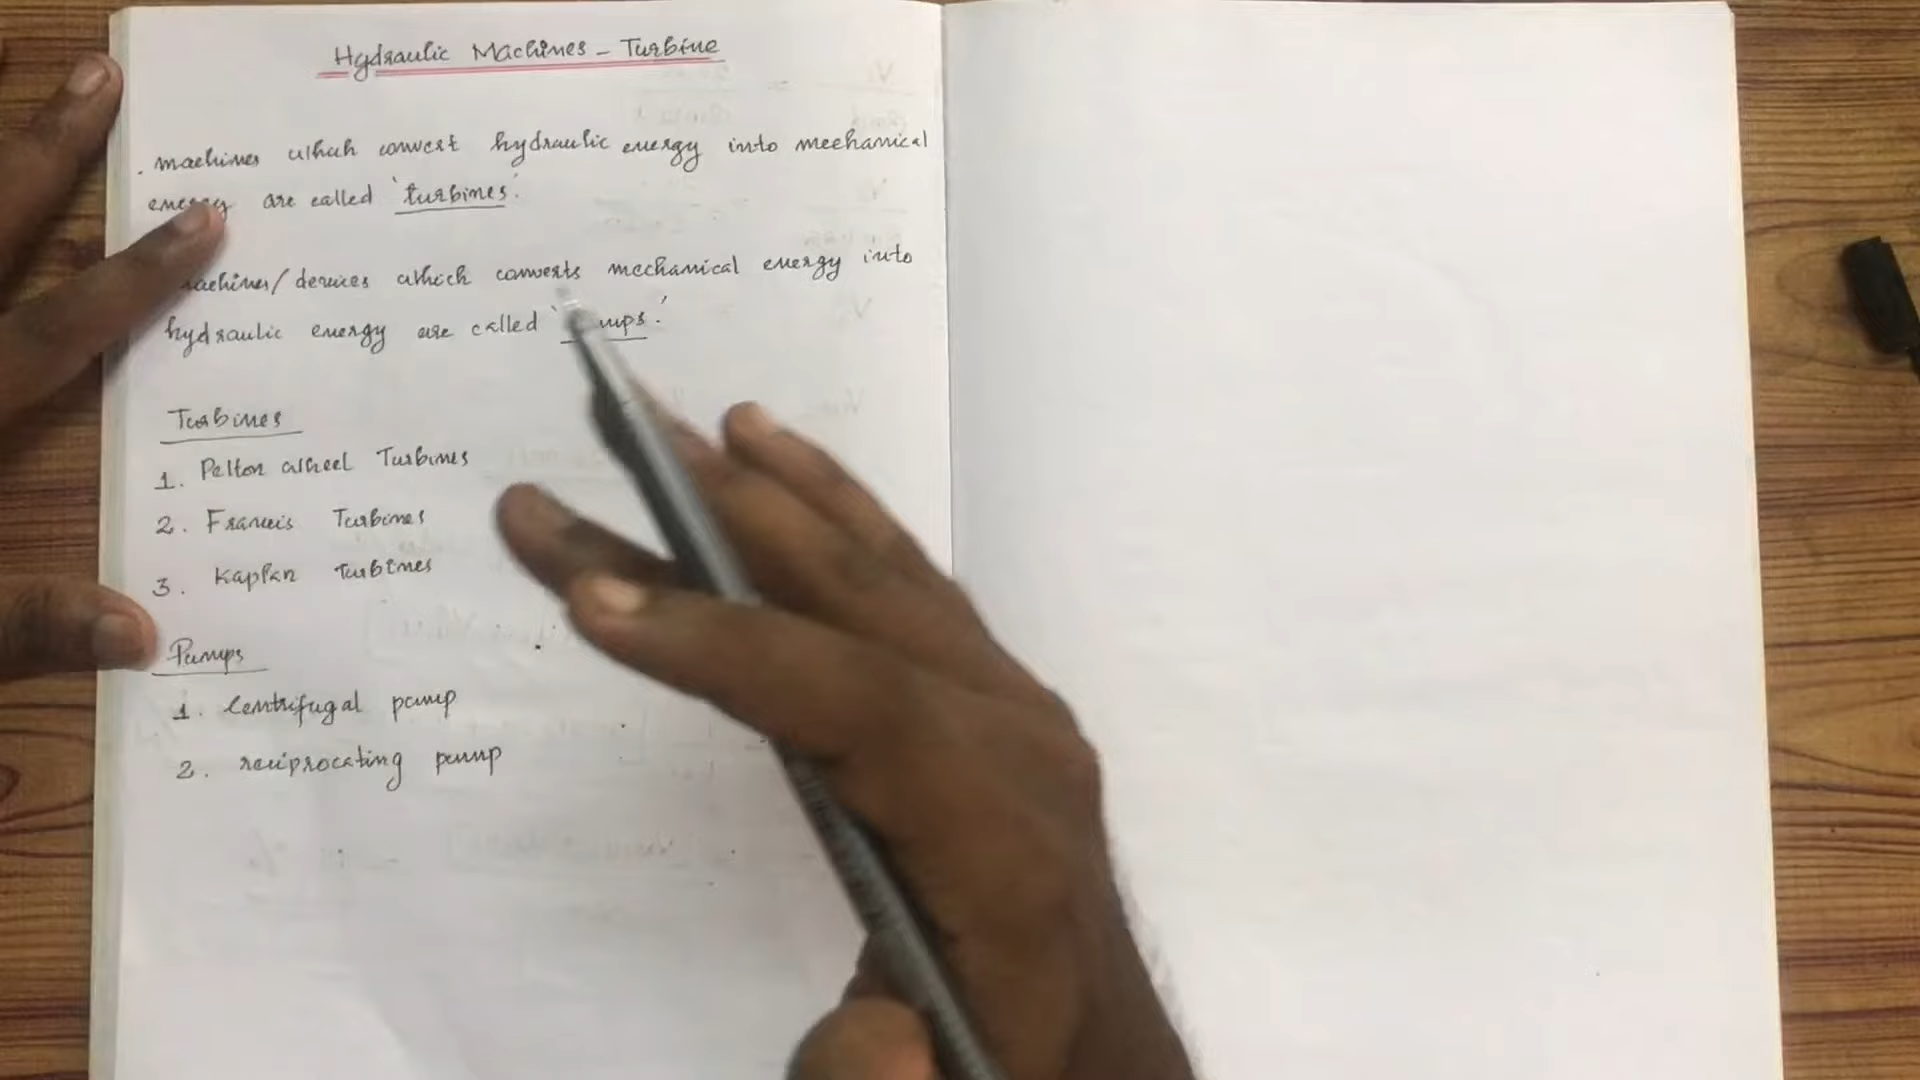 Hydraulic Machines - Turbine
. machines which convert hydraulic energy into mechanical
energy are called 'turbines'.
machines/devices which converts mechanical energy into
hydraulic energy are called 'Pumps'.
Turbines
1. Pelton wheel Turbines
2. Francis Turbines
3. Kaplan Turbines
Pumps
1. Centrifugal pump
2. reciprocating pump